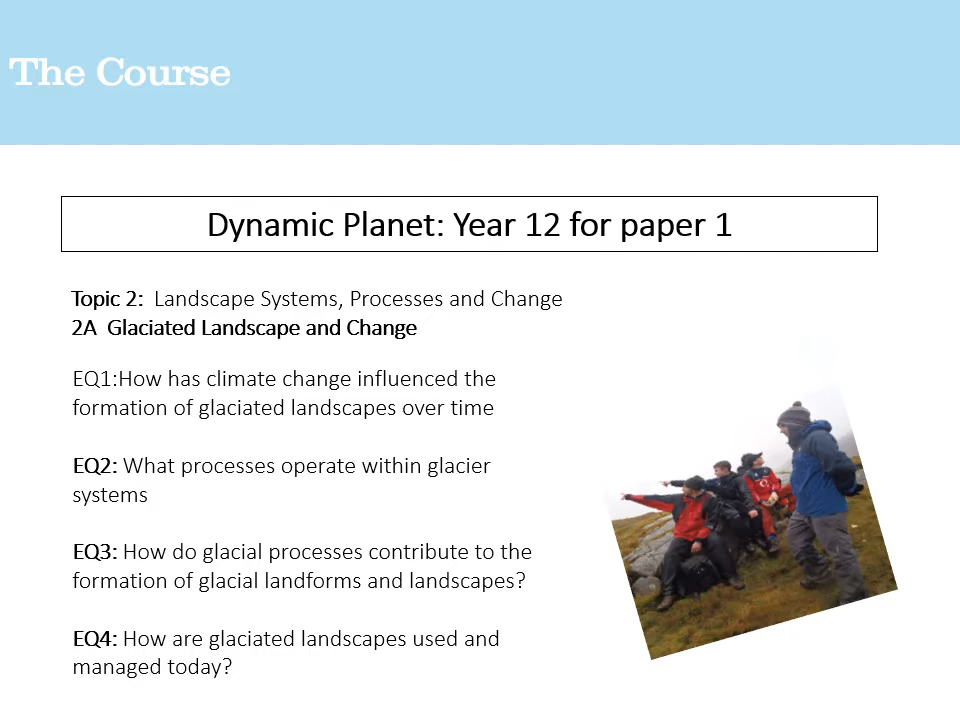 The Course
Dynamic Planet: Year 12 for paper 1
Topic 2: Landscape Systems, Processes and Change
2A Glaciated Landscape and Change
EQ1:How has climate change influenced the
formation of glaciated landscapes over time
EQ2: What processes operate within glacier
systems
EQ3: How do glacial processes contribute to the
formation of glacial landforms and landscapes?
EQ4: How are glaciated landscapes used and
managed today?